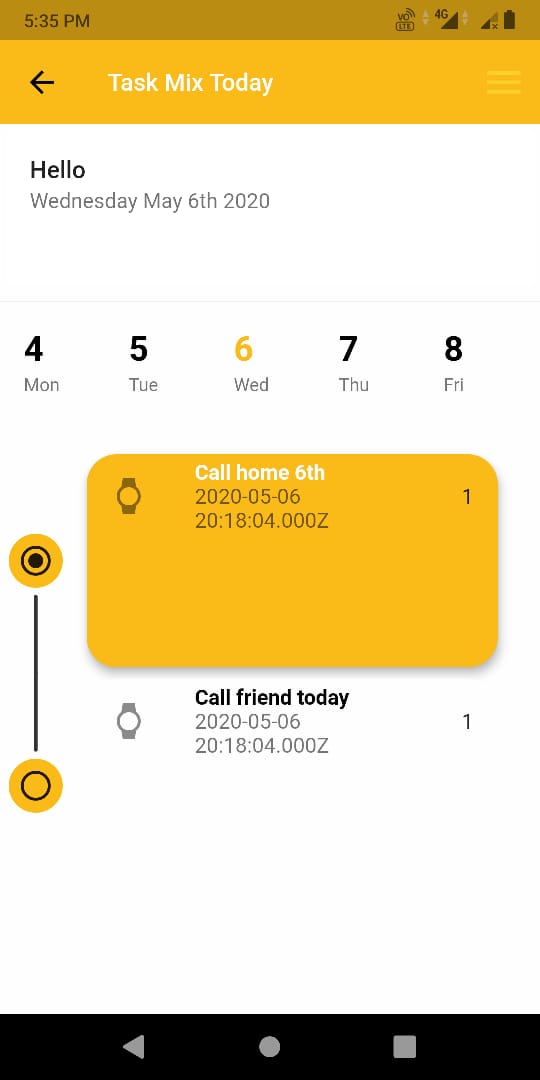 5:35 PM
VO LTE 4G
Task Mix Today
Hello
Wednesday May 6th 2020
4 5 6 7 8
Mon Tue Wed Thu Fri
Call home 6th
2020-05-06 1
20:18:04.000Z
Call friend today
2020-05-06 1
20:18:04.000Z